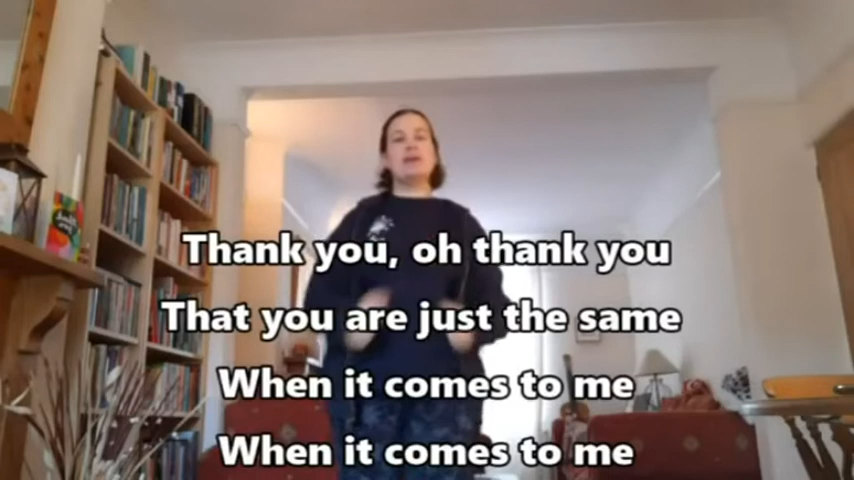 Thank you, oh thank you
That you are just the same
When it comes to me
When it comes to me